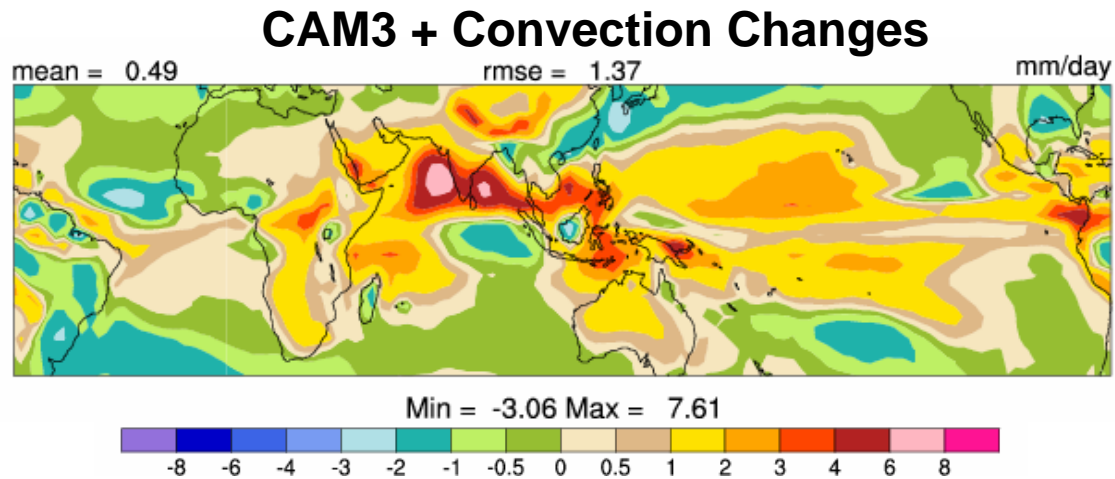 CAM3 + Convection Changes
mean = 0.49 rmse = 1.37 mm/day
Min = -3.06 Max = 7.61
-8 -6 -4 -3 -2 -1 -0.5 0 0.5 1 2 3 4 6 8